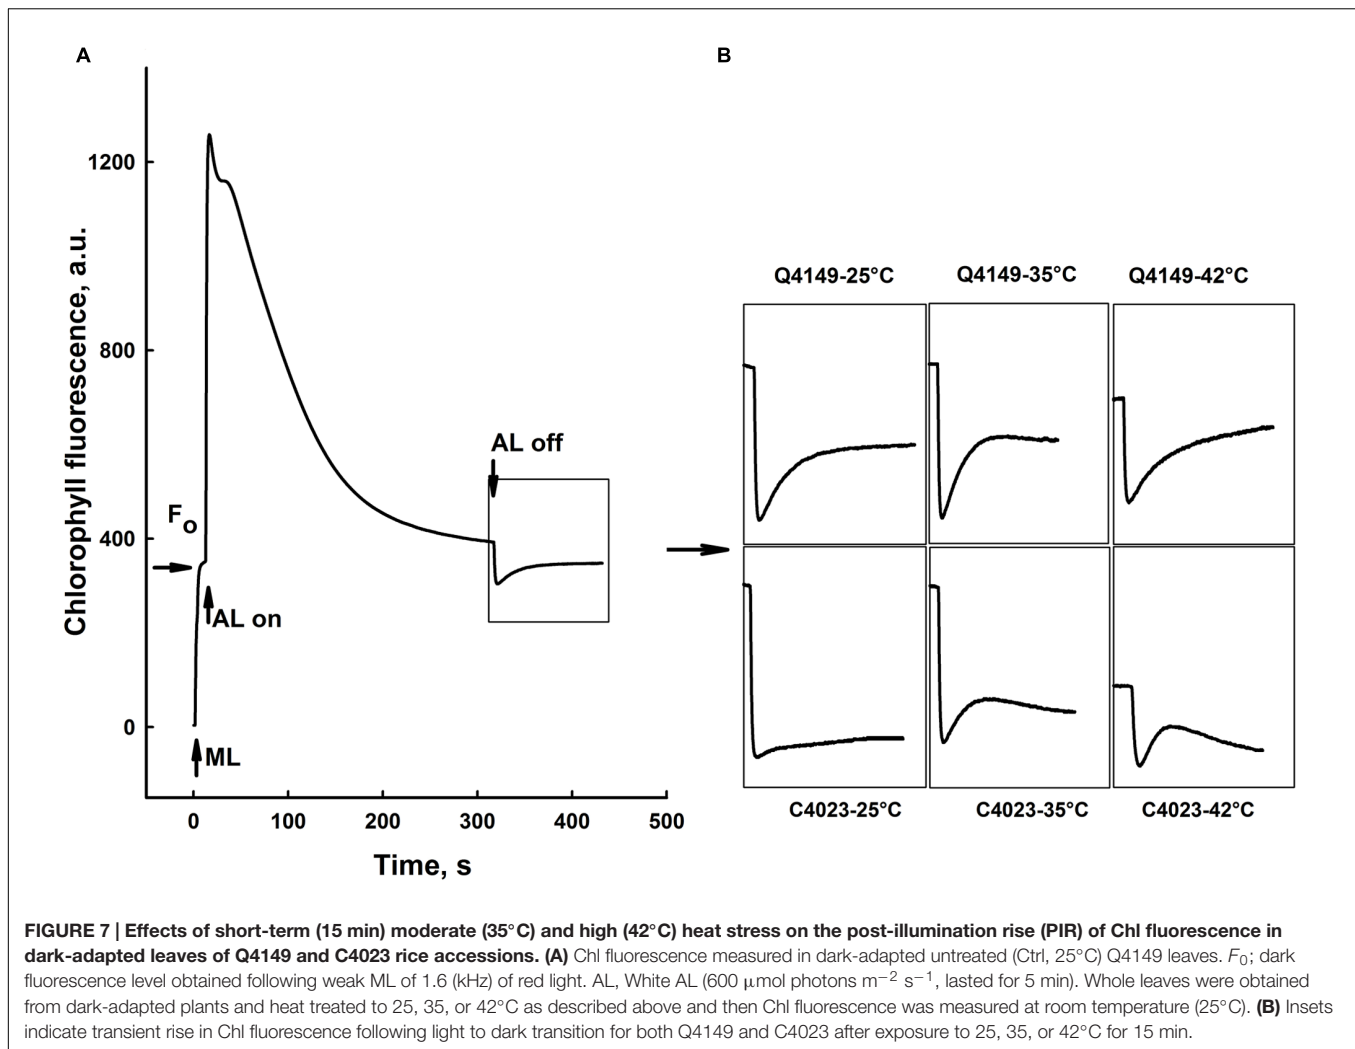 A
B
1200
800
400
0
Chlorophyll fluorescence, a.u.
Fo
AL on
ML
AL off
0 100 200 300 400 500
Time, s
Q4149-25°C Q4149-35°C Q4149-42°C
C4023-25°C C4023-35°C C4023-42°C
FIGURE 7 | Effects of short-term (15 min) moderate (35°C) and high (42°C) heat stress on the post-illumination rise (PIR) of Chl fluorescence in
dark-adapted leaves of Q4149 and C4023 rice accessions. (A) Chl fluorescence measured in dark-adapted untreated (Ctrl, 25°C) Q4149 leaves. F0; dark
fluorescence level obtained following weak ML of 1.6 (kHz) of red light. AL, White AL (600 μmol photons m−2 s−1, lasted for 5 min). Whole leaves were obtained
from dark-adapted plants and heat treated to 25, 35, or 42°C as described above and then Chl fluorescence was measured at room temperature (25°C). (B) Insets
indicate transient rise in Chl fluorescence following light to dark transition for both Q4149 and C4023 after exposure to 25, 35, or 42°C for 15 min.